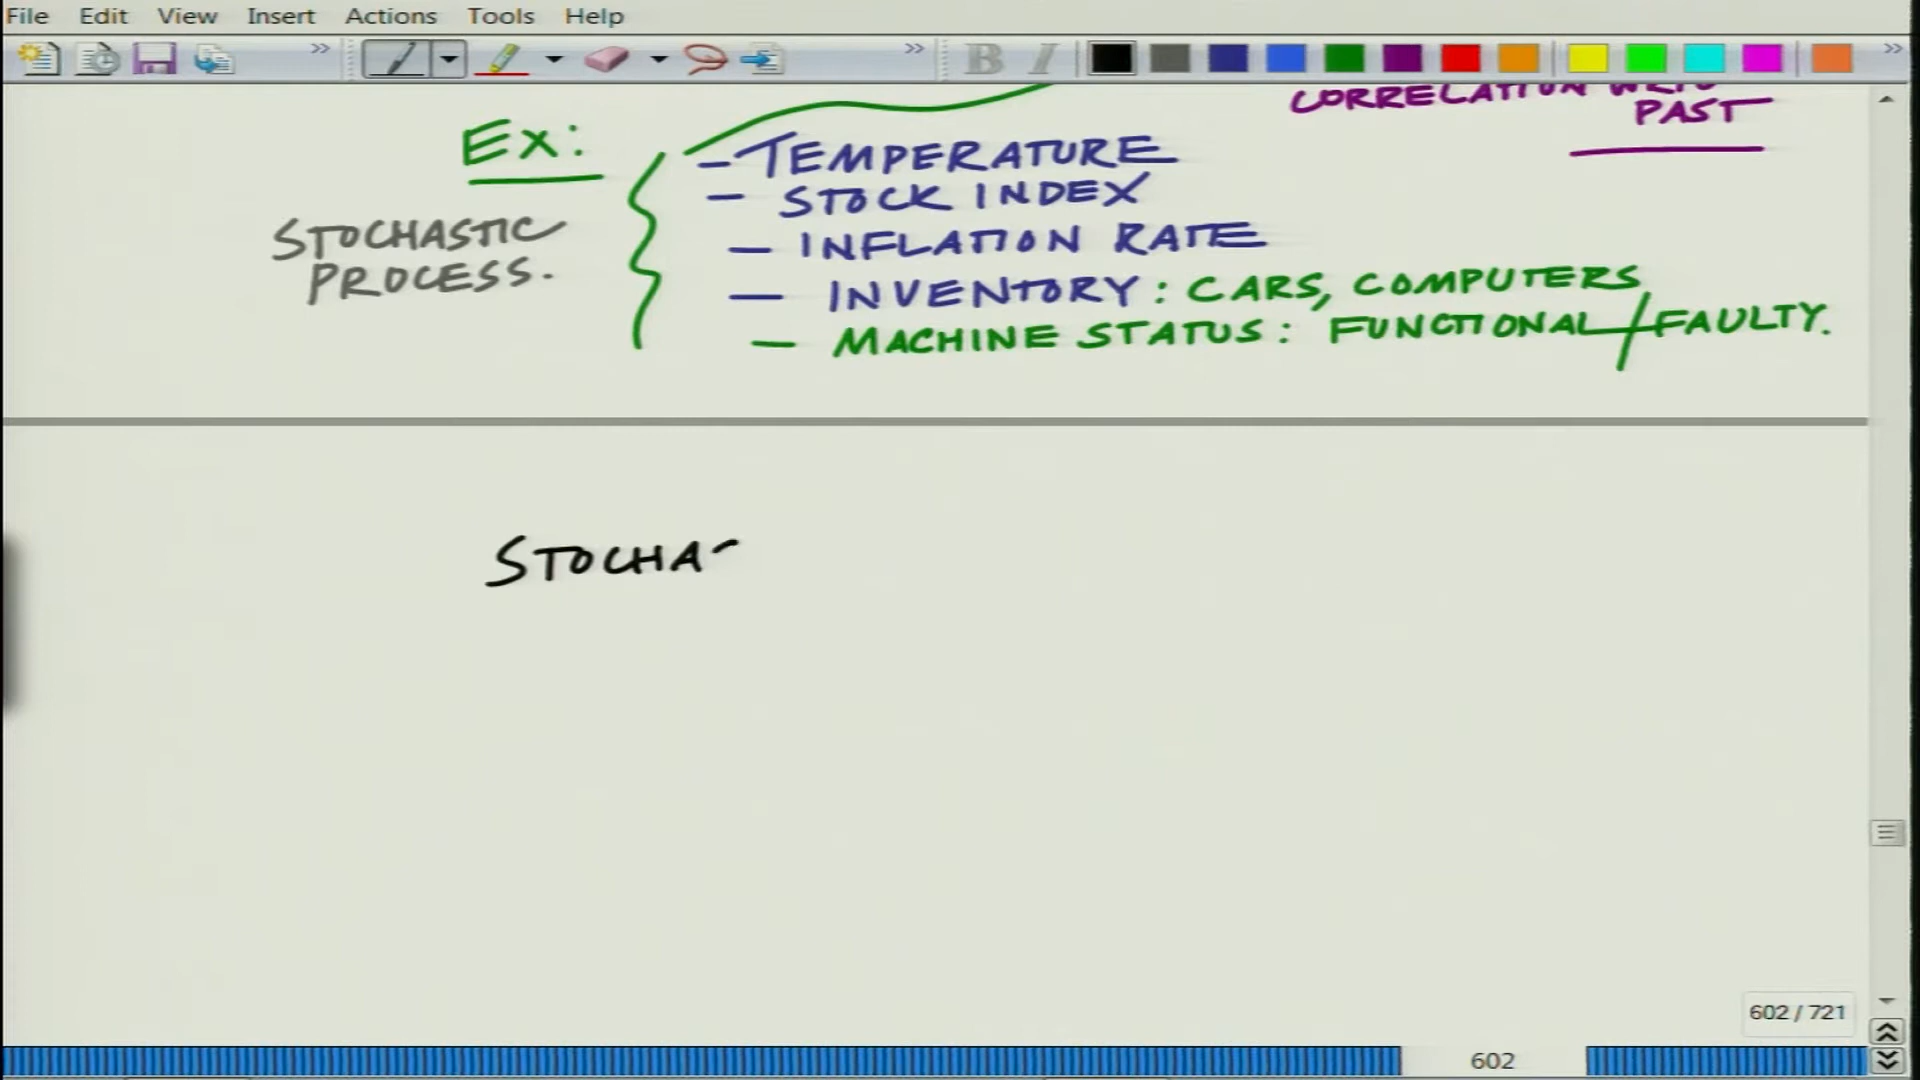 File Edit View Insert Actions Tools Help
B I
CORRELATION WITH
PAST
Ex:
- TEMPERATURE
- STOCK INDEX
- INFLATION RATE
- INVENTORY : CARS, COMPUTERS
- MACHINE STATUS : FUNCTIONAL/FAULTY.
STOCHASTIC
PROCESS.
STOCHA
602 / 721
602